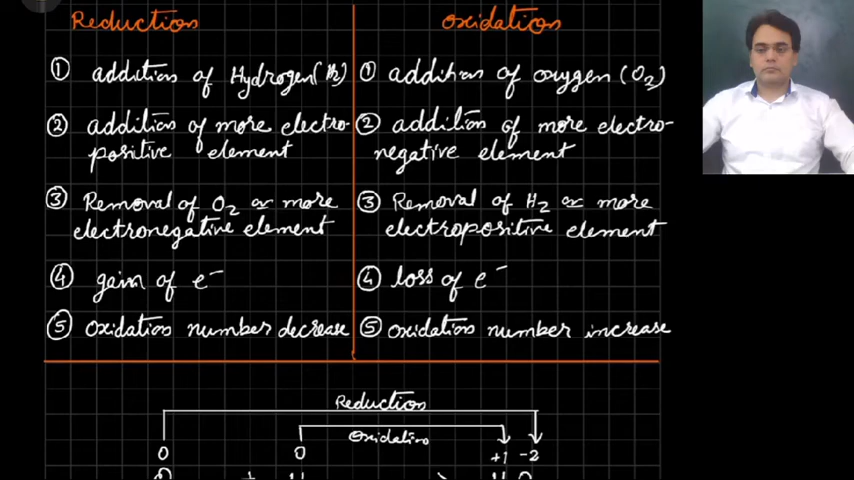 Reduction
① addition of Hydrogen (H₂)
② addition of more electro-
positive element
③ Removal of O₂ or more
electronegative element
④ gain of e⁻
⑤ oxidation number decrease
oxidation
① addition of oxygen (O₂)
② addition of more electro-
negative element
③ Removal of H₂ or more
electropositive element
④ loss of e⁻
⑤ oxidation number increase
Reduction
Oxidation
0 0 +1 -2